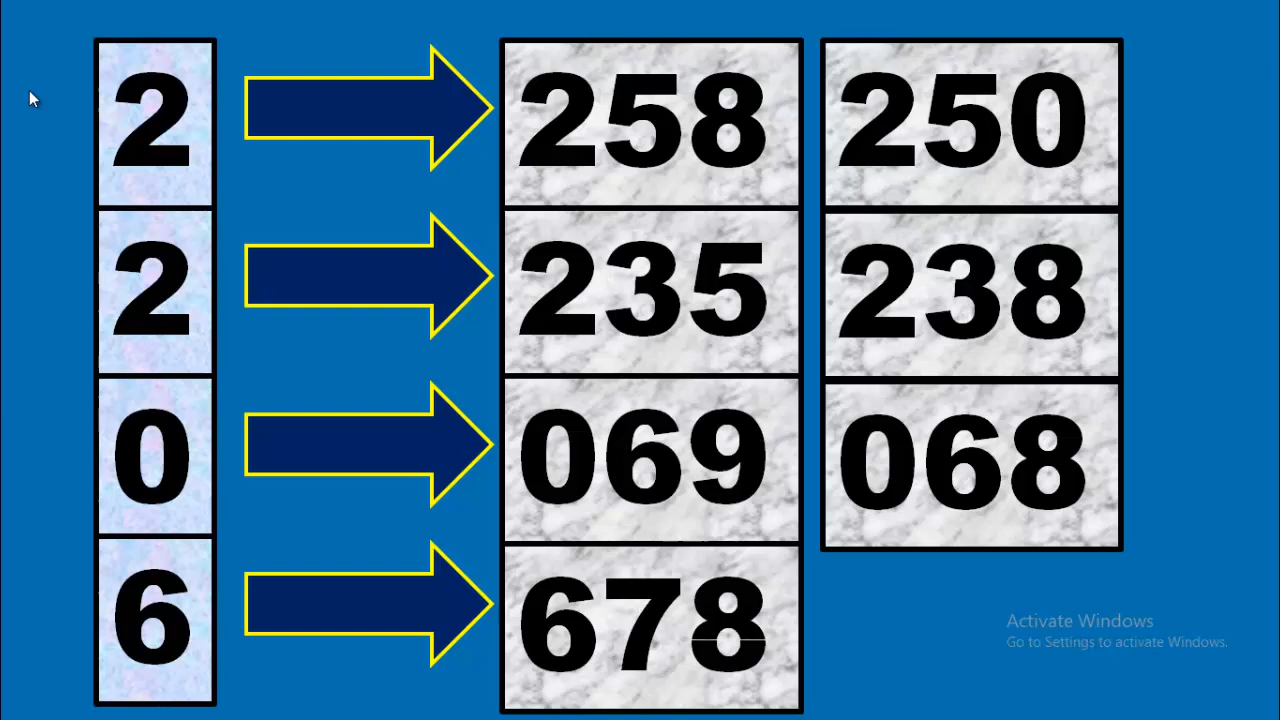 2 258 250
2 235 238
0 069 068
6 678
Activate Windows
Go to Settings to activate Windows.